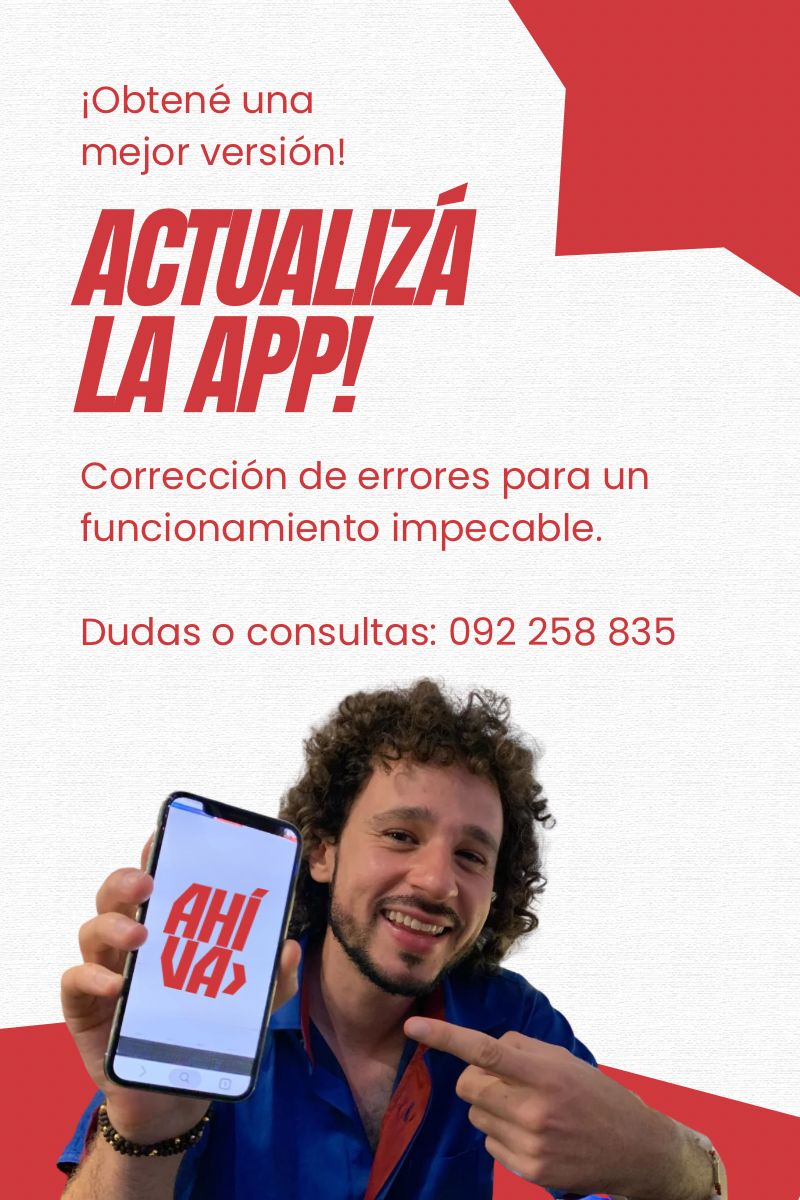 ¡Obtené una
mejor versión!
ACTUALIZÁ
LA APP!
Corrección de errores para un
funcionamiento impecable.
Dudas o consultas: 092 258 835
AHÍ
VA>